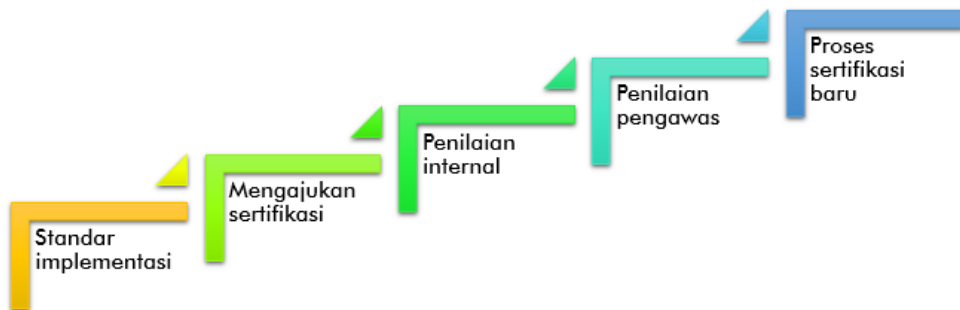 Standar
implementasi
Mengajukan
sertifikasi
Penilaian
internal
Penilaian
pengawas
Proses
sertifikasi
baru